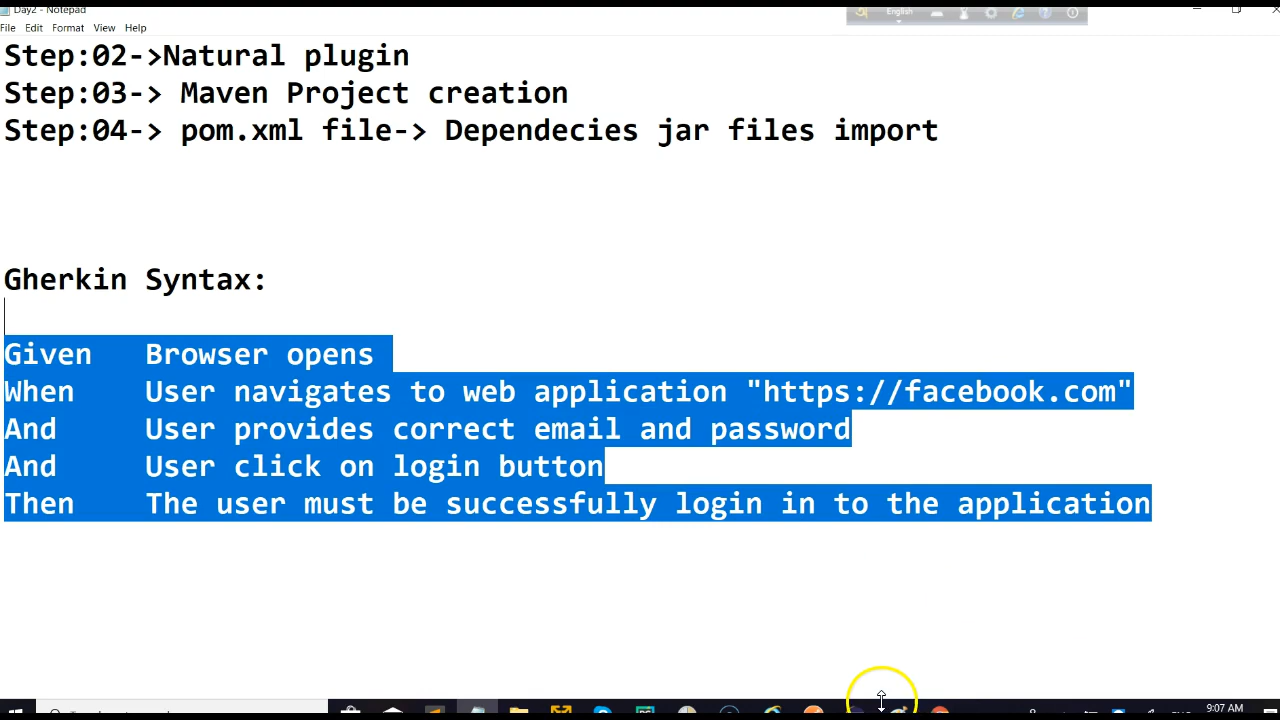 Day2 - Notepad
English
File Edit Format View Help
Step:02->Natural plugin
Step:03-> Maven Project creation
Step:04-> pom.xml file-> Dependecies jar files import
Gherkin Syntax:
Given Browser opens
When User navigates to web application "https://facebook.com"
And User provides correct email and password
And User click on login button
Then The user must be successfully login in to the application
9:07 AM